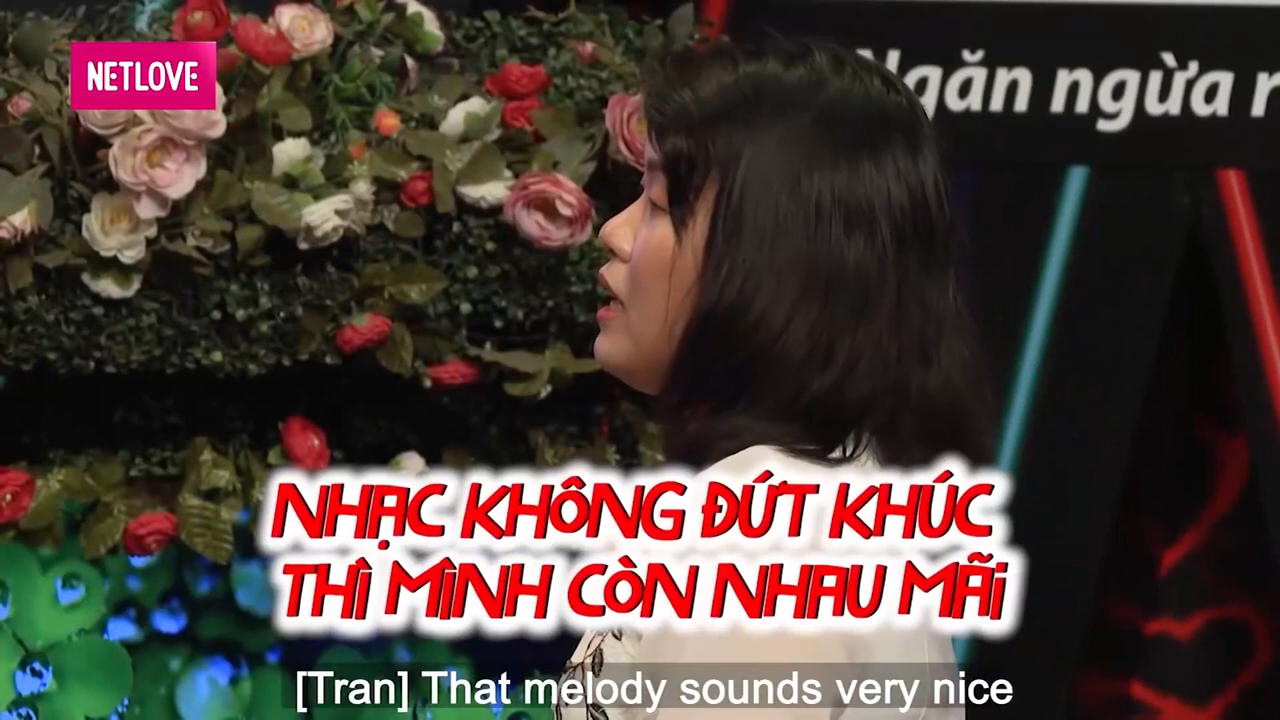 NETLOVE
Ngăn ngừa r
NHẠC KHÔNG ĐỨT KHÚC
THÌ MÌNH CÒN NHAU MÃI
[Tran] That melody sounds very nice